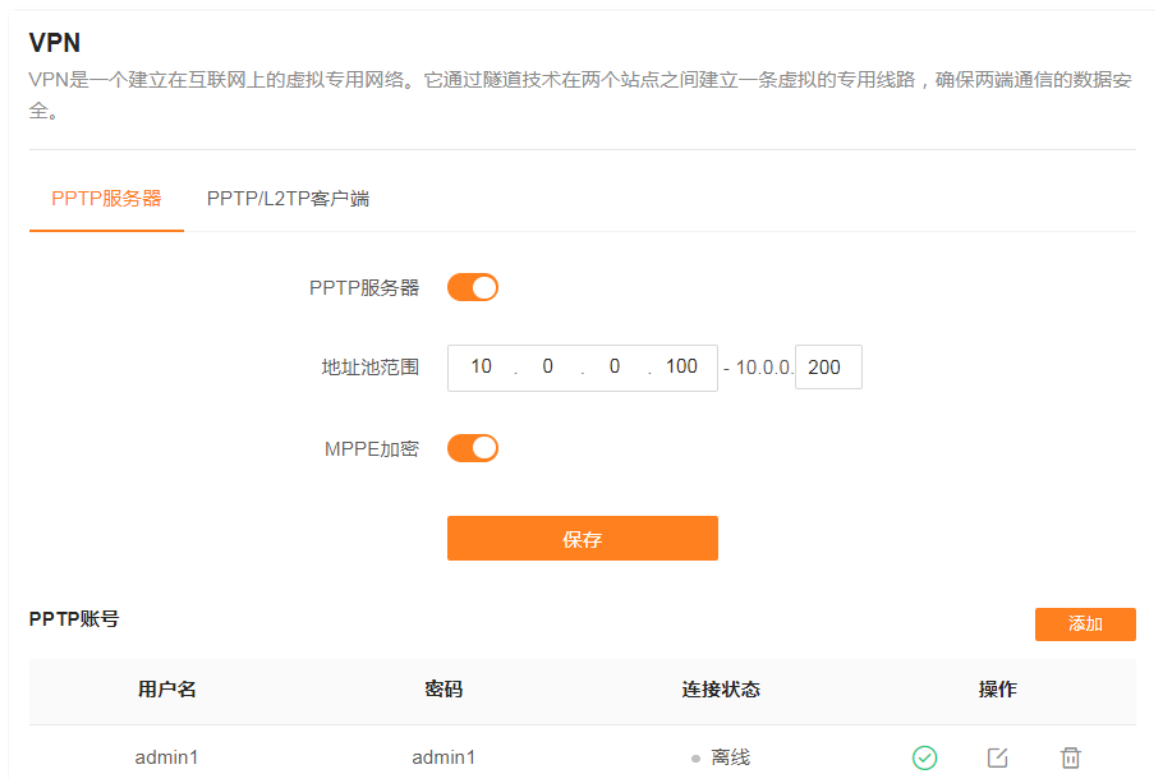 VPN
VPN是一个建立在互联网上的虚拟专用网络。它通过隧道技术在两个站点之间建立一条虚拟的专用线路，确保两端通信的数据安
全。
PPTP服务器 PPTP/L2TP客户端
PPTP服务器
地址池范围 10 . 0 . 0 . 100 - 10.0.0. 200
MPPE加密
保存
PPTP账号 添加
用户名 密码 连接状态 操作
admin1 admin1 离线